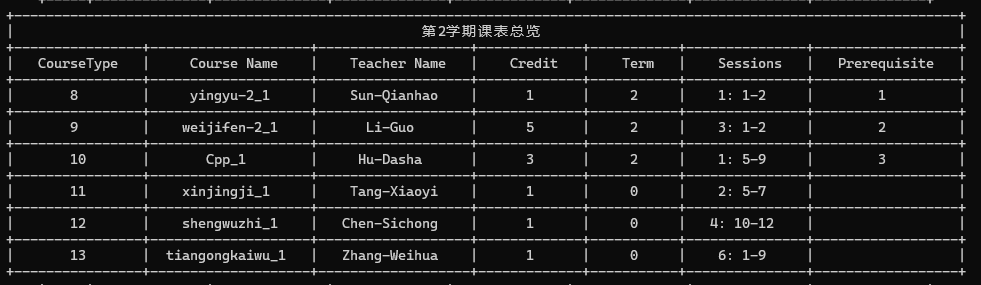 第2学期课表总览
CourseType Course Name Teacher Name Credit Term Sessions Prerequisite
8 yingyu-2_1 Sun-Qianhao 1 2 1: 1-2 1
9 weijifen-2_1 Li-Guo 5 2 3: 1-2 2
10 Cpp_1 Hu-Dasha 3 2 1: 5-9 3
11 xinjingji_1 Tang-Xiaoyi 1 0 2: 5-7
12 shengwuzhi_1 Chen-Sichong 1 0 4: 10-12
13 tiangongkaiwu_1 Zhang-Weihua 1 0 6: 1-9